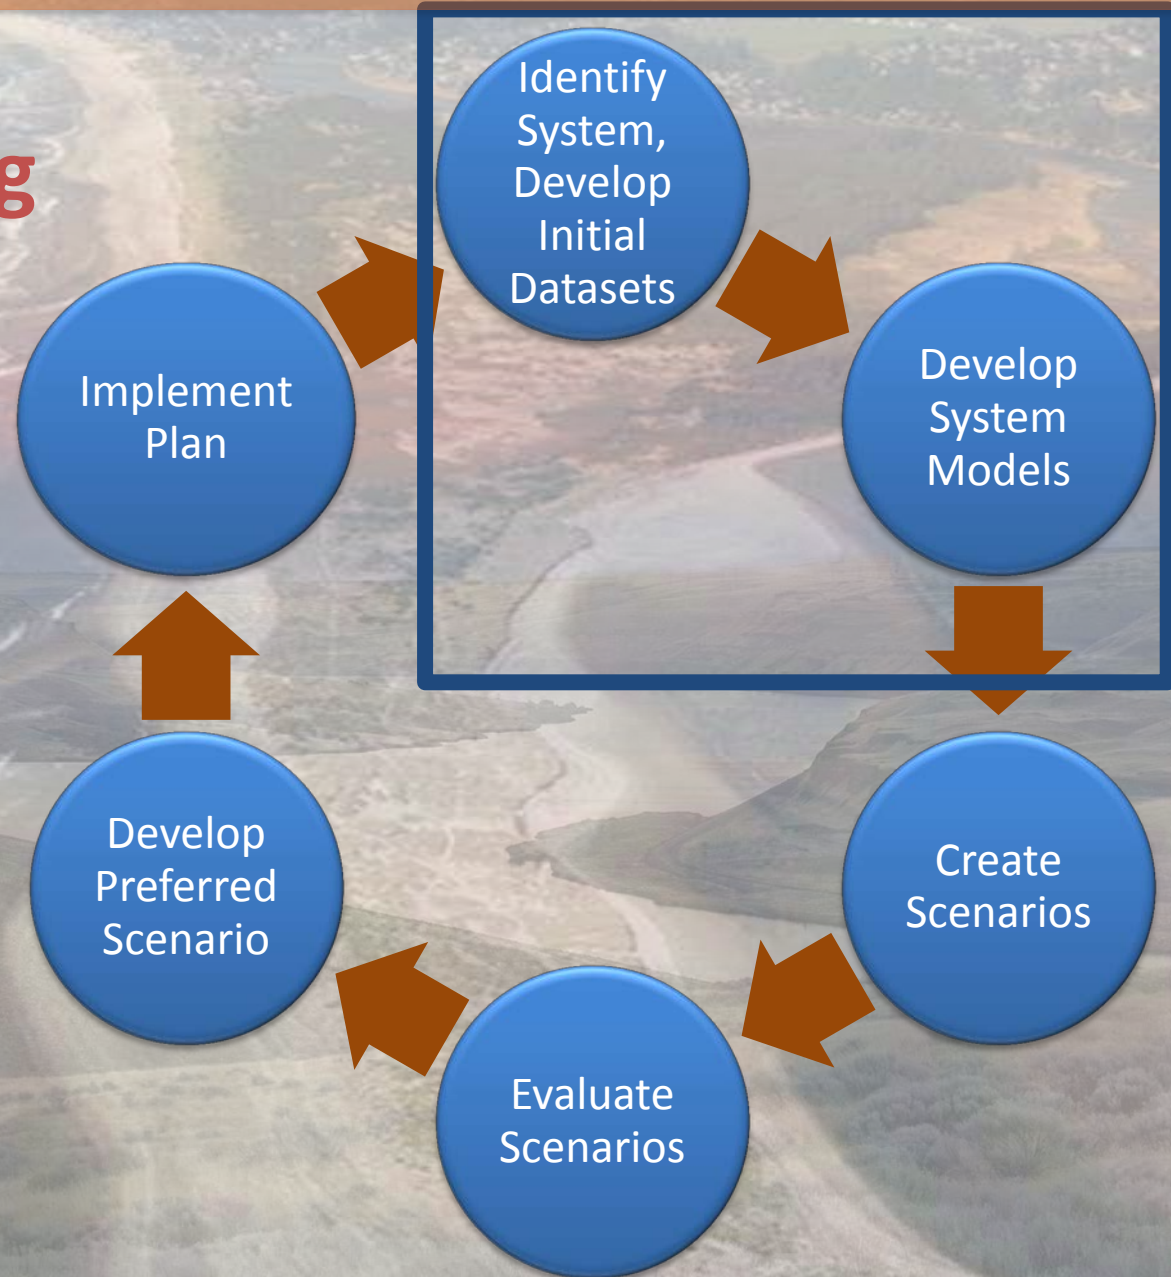 g
Identify
System,
Develop
Initial
Datasets
Develop
System
Models
Create
Scenarios
Evaluate
Scenarios
Develop
Preferred
Scenario
Implement
Plan